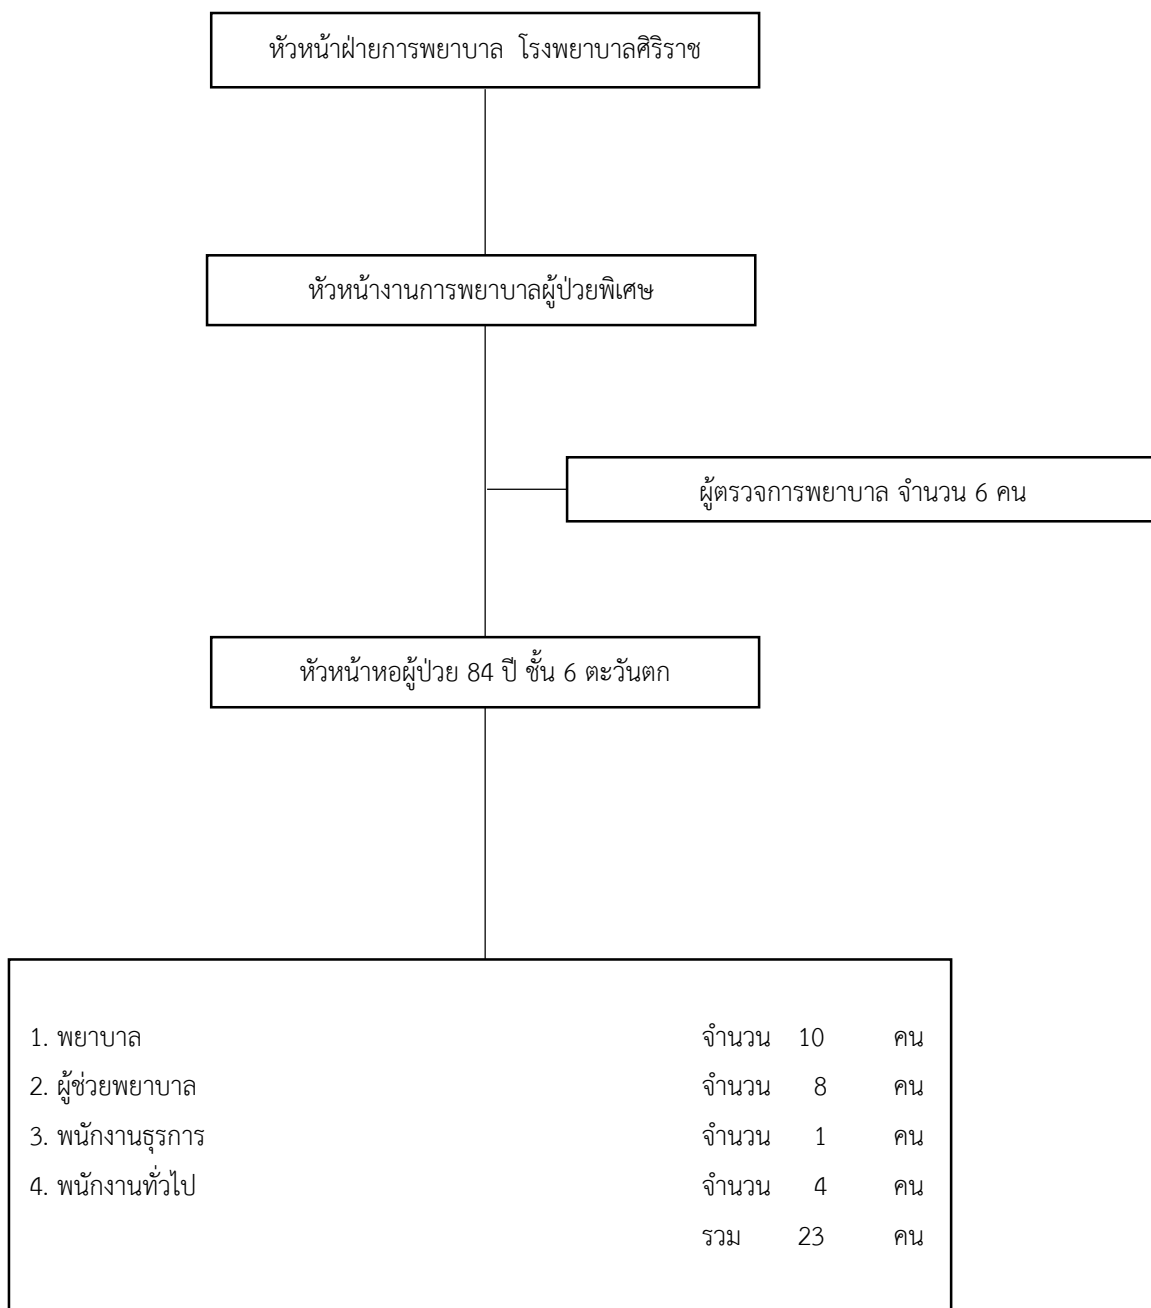 หัวหน้าฝ่ายการพยาบาล โรงพยาบาลศิริราช
หัวหน้างานการพยาบาลผู้ป่วยพิเศษ
ผู้ตรวจการพยาบาล จำนวน 6 คน
หัวหน้าหอผู้ป่วย 84 ปี ชั้น 6 ตะวันตก
1. พยาบาล จำนวน 10 คน
2. ผู้ช่วยพยาบาล จำนวน 8 คน
3. พนักงานธุรการ จำนวน 1 คน
4. พนักงานทั่วไป จำนวน 4 คน
รวม 23 คน